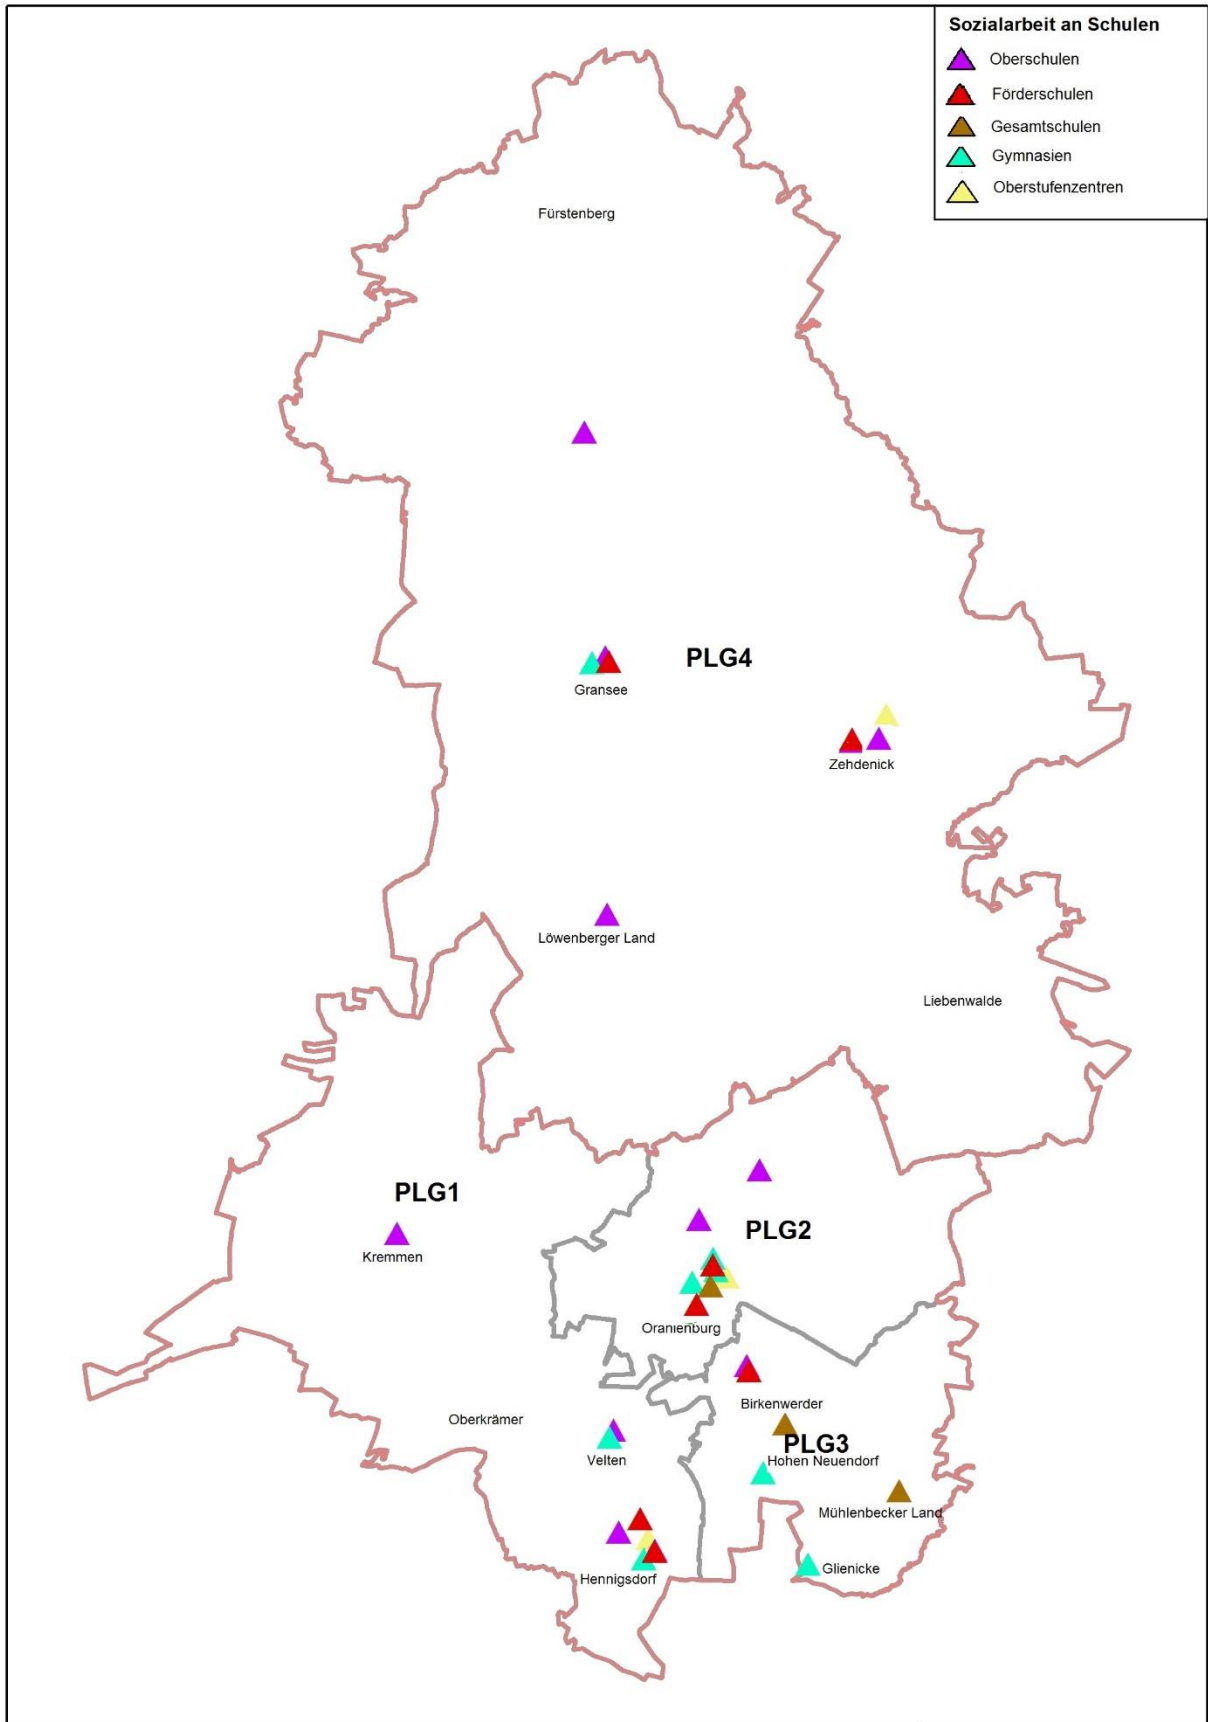 Sozialarbeit an Schulen
Oberschulen
Förderschulen
Gesamtschulen
Gymnasien
Oberstufenzentren
Fürstenberg
PLG4
Gransee
Zehdenick
Löwenberger Land
Liebenwalde
PLG1
Kremmen
PLG2
Oranienburg
Birkenwerder
Oberkrämer
PLG3
Velten
Hohen Neuendorf
Mühlenbecker Land
Glienicke
Hennigsdorf